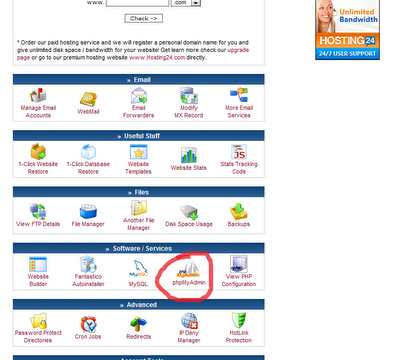 www.
.com
Check ->
* Order our paid hosting service and we will register a personal domain name for you and
give unlimited disk space / bandwidth for your website! Get learn more check our upgrade
page or go to our premium hosting website www.Hosting24.com directly.
Unlimited
Bandwidth
HOSTING 24
24/7 USER SUPPORT
» Email
Manage Email
Accounts
WebMail
Email
Forwarders
Modify
MX Record
More Email
Services
» Useful Stuff
1-Click Website
Restore
1-Click Database
Restore
Website
Templates
Website Stats
Stats Tracking
Code
» Files
View FTP Details
File Manager
Another File
Manager
Disk Space Usage
Backups
» Software / Services
Website
Builder
Fantastico
Autoinstaller
MySQL
phpMyAdmin
View PHP
Configuration
» Advanced
Password Protect
Directories
Cron Jobs
Redirects
IP Deny
Manager
HotLink
Protection